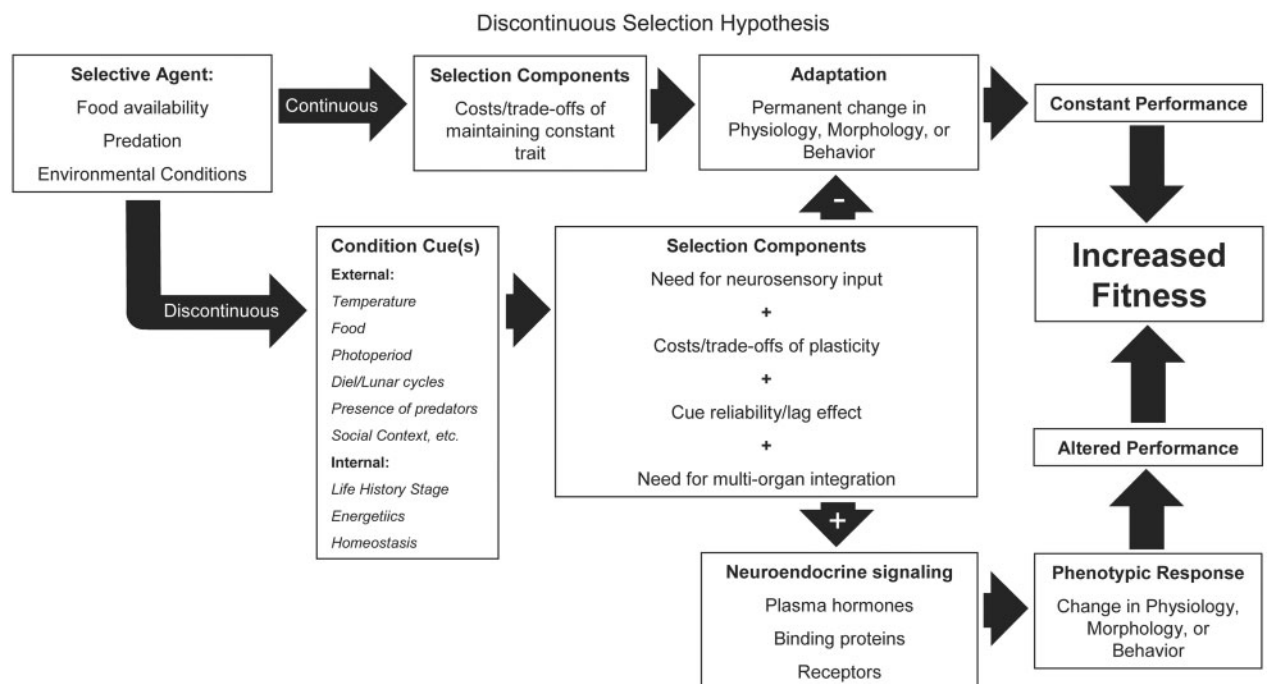 Discontinuous Selection Hypothesis
Selective Agent:
Food availability
Predation
Environmental Conditions
Continuous
Selection Components
Costs/trade-offs of
maintaining constant
trait
Adaptation
Permanent change in
Physiology, Morphology, or
Behavior
Constant Performance
-
Discontinuous
Condition Cue(s)
External:
Temperature
Food
Photoperiod
Diel/Lunar cycles
Presence of predators
Social Context, etc.
Internal:
Life History Stage
Energetiics
Homeostasis
Selection Components
Need for neurosensory input
+
Costs/trade-offs of plasticity
+
Cue reliability/lag effect
+
Need for multi-organ integration
Increased
Fitness
Altered Performance
+
Neuroendocrine signaling
Plasma hormones
Binding proteins
Receptors
Phenotypic Response
Change in Physiology,
Morphology, or
Behavior